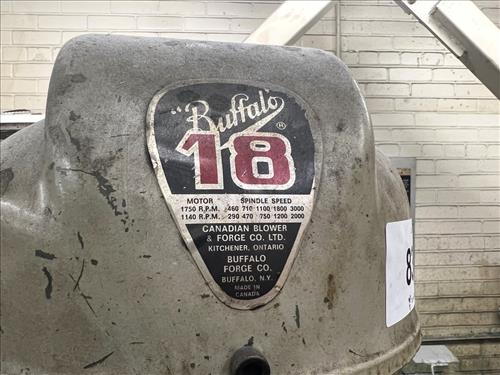 "Buffalo"
®
18
MOTOR SPINDLE SPEED
1750 R.P.M. 460 710 1100 1800 3000
1140 R.P.M. 290 470 750 1200 2000
CANADIAN BLOWER
& FORGE CO. LTD.
KITCHENER, ONTARIO
BUFFALO
FORGE CO.
BUFFALO, N.Y.
MADE IN
CANADA
8